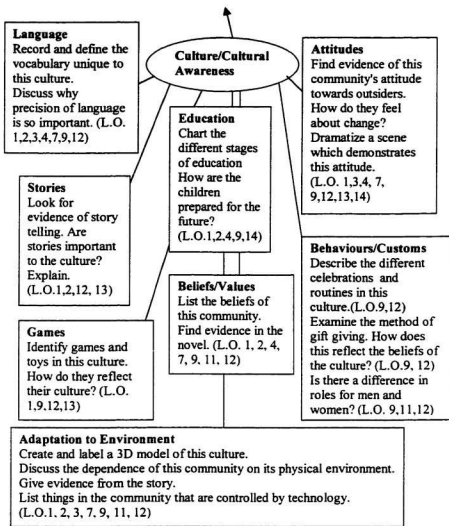 Language
Record and define the
vocabulary unique to
this culture.
Discuss why
precision of language
is so important. (L.O.
1,2,3,4,7,9,12)
Culture/Cultural
Awareness
Attitudes
Find evidence of this
community's attitude
towards outsiders.
How do they feel
about change?
Dramatize a scene
which demonstrates
this attitude.
(L.O. 1,3,4, 7,
9,12,13,14)
Education
Chart the
different stages
of education
How are the
children
prepared for the
future?
(L.O.1,2,4,9,14)
Stories
Look for
evidence of story
telling. Are
stories important
to the culture?
Explain.
(L.O.1,2,12, 13)
Behaviours/Customs
Describe the different
celebrations and
routines in this
culture.(L.O.9,12)
Examine the method of
gift giving. How does
this reflect the beliefs of
the culture? (L.O.9, 12)
Is there a difference in
roles for men and
women? (L.O. 9,11,12)
Beliefs/Values
List the beliefs of
this community.
Find evidence in the
novel. (L.O. 1, 2, 4,
7, 9, 11, 12)
Games
Identify games and
toys in this culture.
How do they reflect
their culture? (L.O.
1,9,12,13)
Adaptation to Environment
Create and label a 3D model of this culture.
Discuss the dependence of this community on its physical environment.
Give evidence from the story.
List things in the community that are controlled by technology.
(L.O.1, 2, 3, 7, 9, 11, 12)